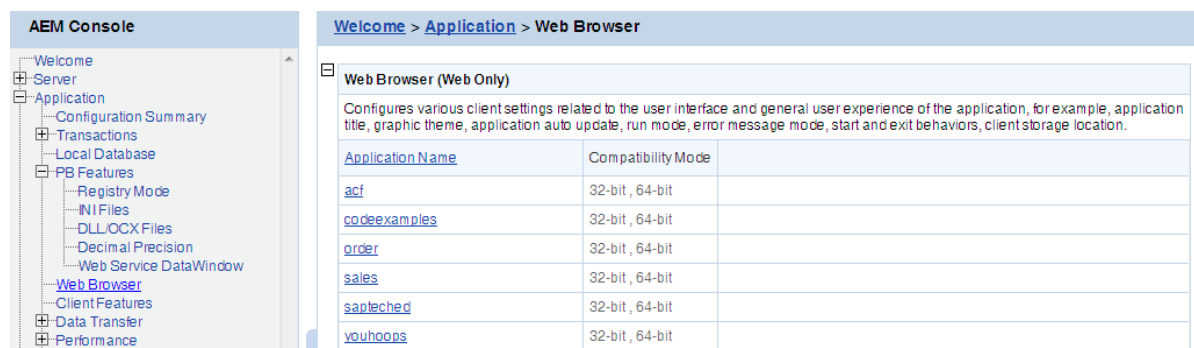 AEM Console
Welcome
Server
Application
Configuration Summary
Transactions
Local Database
PB Features
Registry Mode
INI Files
DLL/OCX Files
Decimal Precision
Web Service DataWindow
Web Browser
Client Features
Data Transfer
Performance
Welcome > Application > Web Browser
Web Browser (Web Only)
Configures various client settings related to the user interface and general user experience of the application, for example, application
title, graphic theme, application auto update, run mode, error message mode, start and exit behaviors, client storage location.
Application Name Compatibility Mode
acf 32-bit , 64-bit
codeexamples 32-bit , 64-bit
order 32-bit , 64-bit
sales 32-bit , 64-bit
sapteched 32-bit , 64-bit
youhoops 32-bit , 64-bit